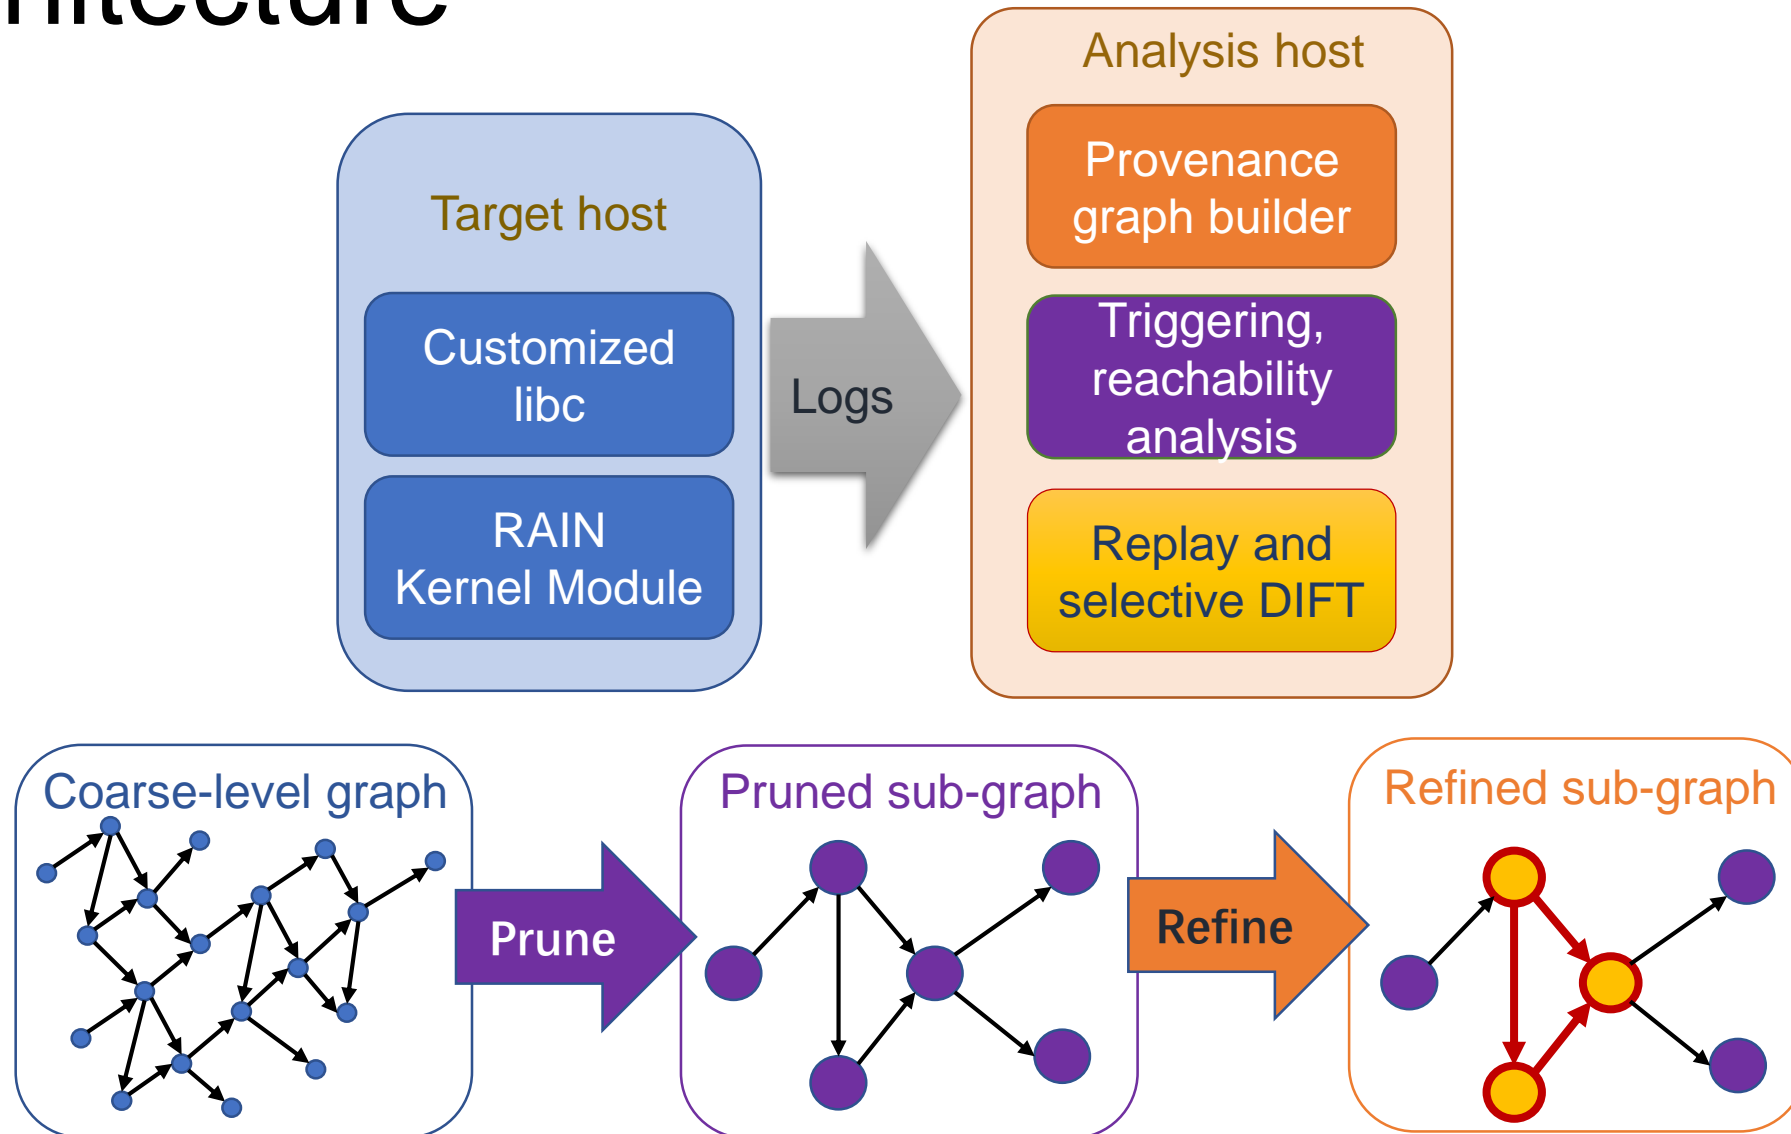 Target host
Customized
libc
RAIN
Kernel Module
Logs
Analysis host
Provenance
graph builder
Triggering,
reachability
analysis
Replay and
selective DIFT
Coarse-level graph
Prune
Pruned sub-graph
Refine
Refined sub-graph